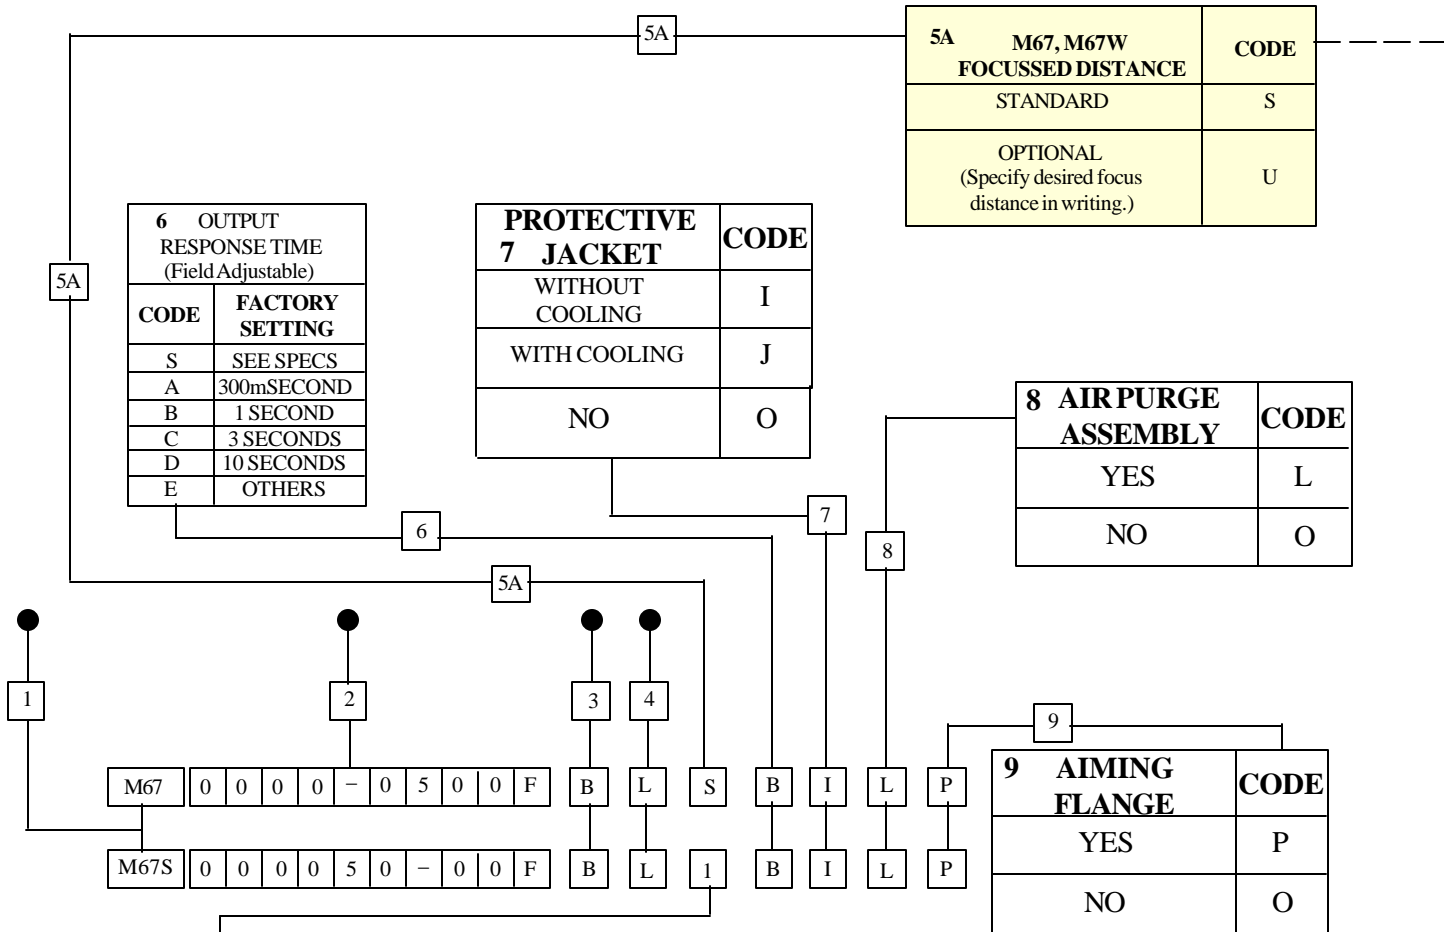 5A
5A M67, M67W
FOCUSSED DISTANCE
CODE
STANDARD S
OPTIONAL
(Specify desired focus
distance in writing.)
U
5A
6 OUTPUT
RESPONSE TIME
(Field Adjustable)
CODE FACTORY
SETTING
S SEE SPECS
A 300mSECOND
B 1 SECOND
C 3 SECONDS
D 10 SECONDS
E OTHERS
PROTECTIVE
7 JACKET
CODE
WITHOUT
COOLING
I
WITH COOLING J
NO O
8 AIR PURGE
ASSEMBLY
CODE
YES L
NO O
6
7
8
5A
1
2
3
4
9
M67 0 0 0 0 – 0 5 0 0 F B L S B I L P
9 AIMING
FLANGE
CODE
YES P
NO O
M67S 0 0 0 0 5 0 – 0 0 F B L 1 B I L P